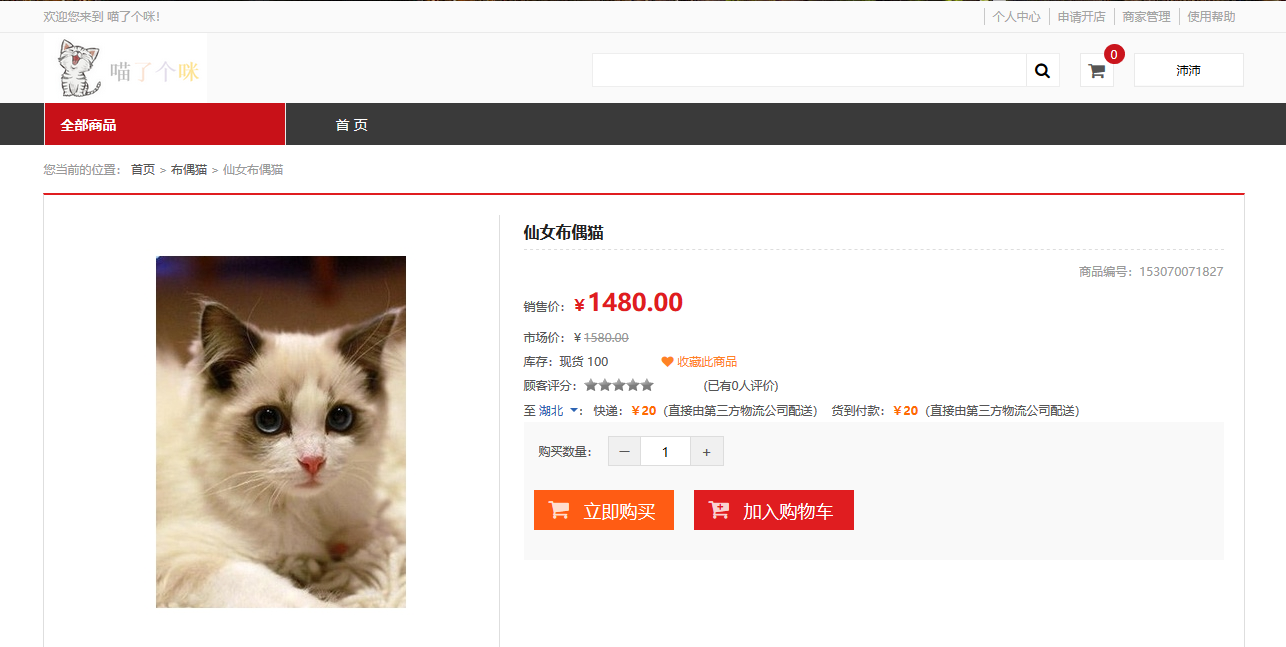 欢迎您来到 喵了个咪!
个人中心 申请开店 商家管理 使用帮助
喵了个咪
0
沛沛
全部商品 首 页
您当前的位置： 首页 > 布偶猫 > 仙女布偶猫
仙女布偶猫
商品编号：153070071827
销售价：￥1480.00
市场价：￥1580.00
库存：现货 100 收藏此商品
顾客评分： (已有0人评价)
至 湖北 ： 快递：￥20（直接由第三方物流公司配送） 货到付款：￥20（直接由第三方物流公司配送）
购买数量： － 1 +
立即购买 加入购物车